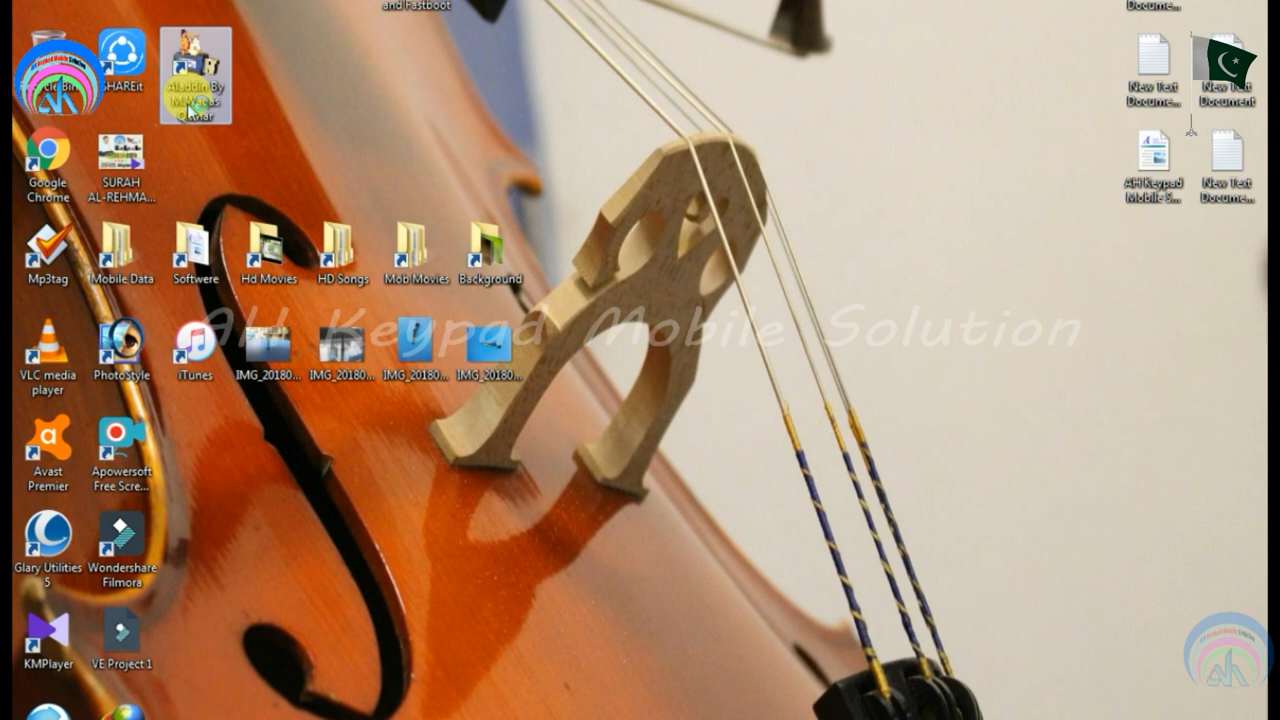 and Fastboot
Docume...
SHAREit
Aladdin By
New Text
Docume...
New Text
Document
Google
Chrome
SURAH
AL-REHMA...
AH Keypad
Mobile S...
New Text
Docume...
Mp3tag
Mobile Data
Softwere
Hd Movies
HD Songs
Mob Movies
Background
AH Keypad Mobile Solution
VLC media
player
PhotoStyle
iTunes
IMG_20180...
IMG_20180...
IMG_20180...
IMG_20180...
Avast
Premier
Apowersoft
Free Scre...
Glary Utilities
5
Wondershare
Filmora
KMPlayer
VE Project 1